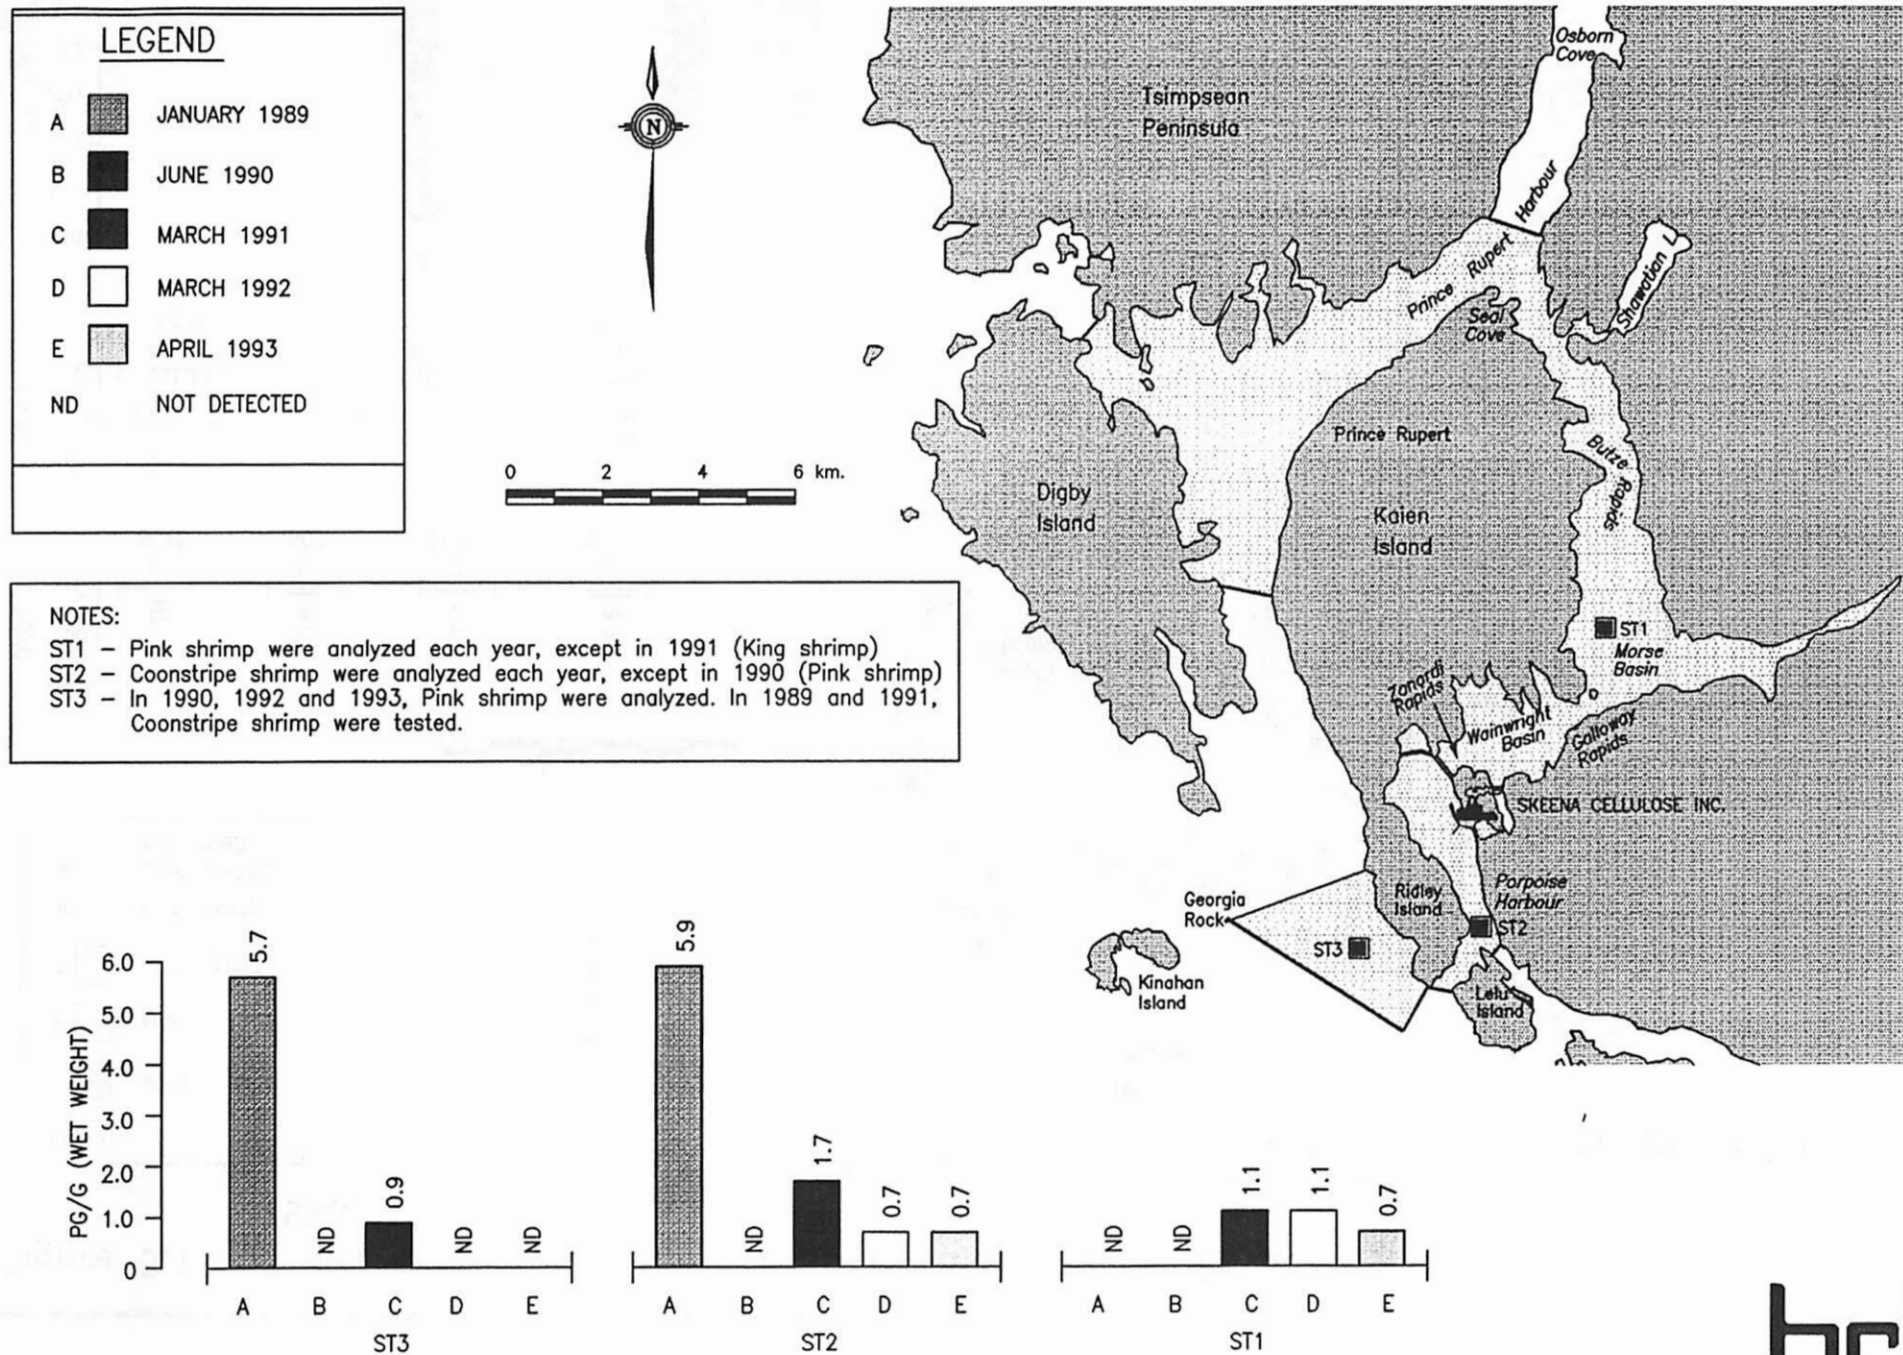 LEGEND
A JANUARY 1989
B JUNE 1990
C MARCH 1991
D MARCH 1992
E APRIL 1993
ND NOT DETECTED
N
0 2 4 6 km.
NOTES:
ST1 – Pink shrimp were analyzed each year, except in 1991 (King shrimp)
ST2 – Coonstripe shrimp were analyzed each year, except in 1990 (Pink shrimp)
ST3 – In 1990, 1992 and 1993, Pink shrimp were analyzed. In 1989 and 1991,
Coonstripe shrimp were tested.
Osborn
Cove
Tsimpsean
Peninsula
Prince Rupert Harbour
Shawatlan L
Seal
Cove
Prince Rupert
Butze
Rapids
Digby
Island
Kaien
Island
ST1
Morse
Basin
Zanardi
Rapids
Wainwright
Basin
Galloway
Rapids
SKEENA CELLULOSE INC.
Porpoise
Harbour
Ridley
Island
Georgia
Rock
ST2
ST3
Kinahan
Island
Lelu
Island
PG/G (WET WEIGHT)
6.0
5.0
4.0
3.0
2.0
1.0
0
5.7 ND 0.9 ND ND
A B C D E
ST3
5.9 ND 1.7 0.7 0.7
A B C D E
ST2
ND ND 1.1 1.1 0.7
A B C D E
ST1